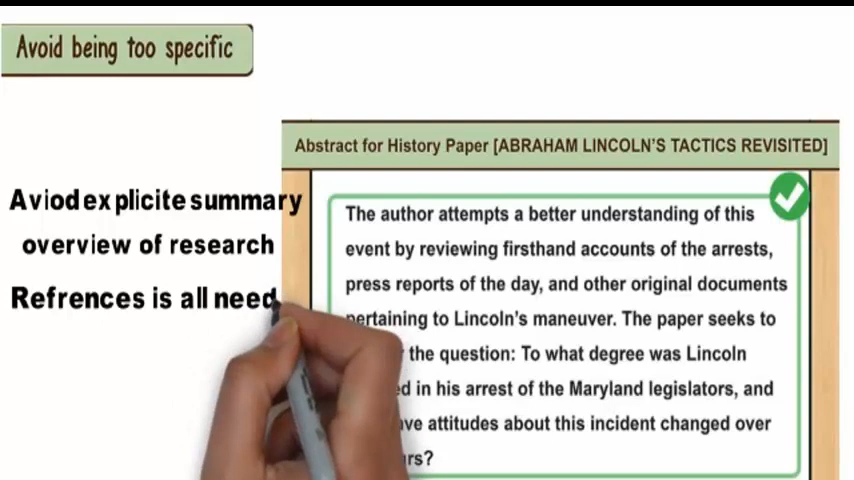 Avoid being too specific
Abstract for History Paper [ABRAHAM LINCOLN'S TACTICS REVISITED]
Aviod explicite summary
overview of research
Refrences is all need
The author attempts a better understanding of this
event by reviewing firsthand accounts of the arrests,
press reports of the day, and other original documents
pertaining to Lincoln's maneuver. The paper seeks to
the question: To what degree was Lincoln
in his arrest of the Maryland legislators, and
attitudes about this incident changed over